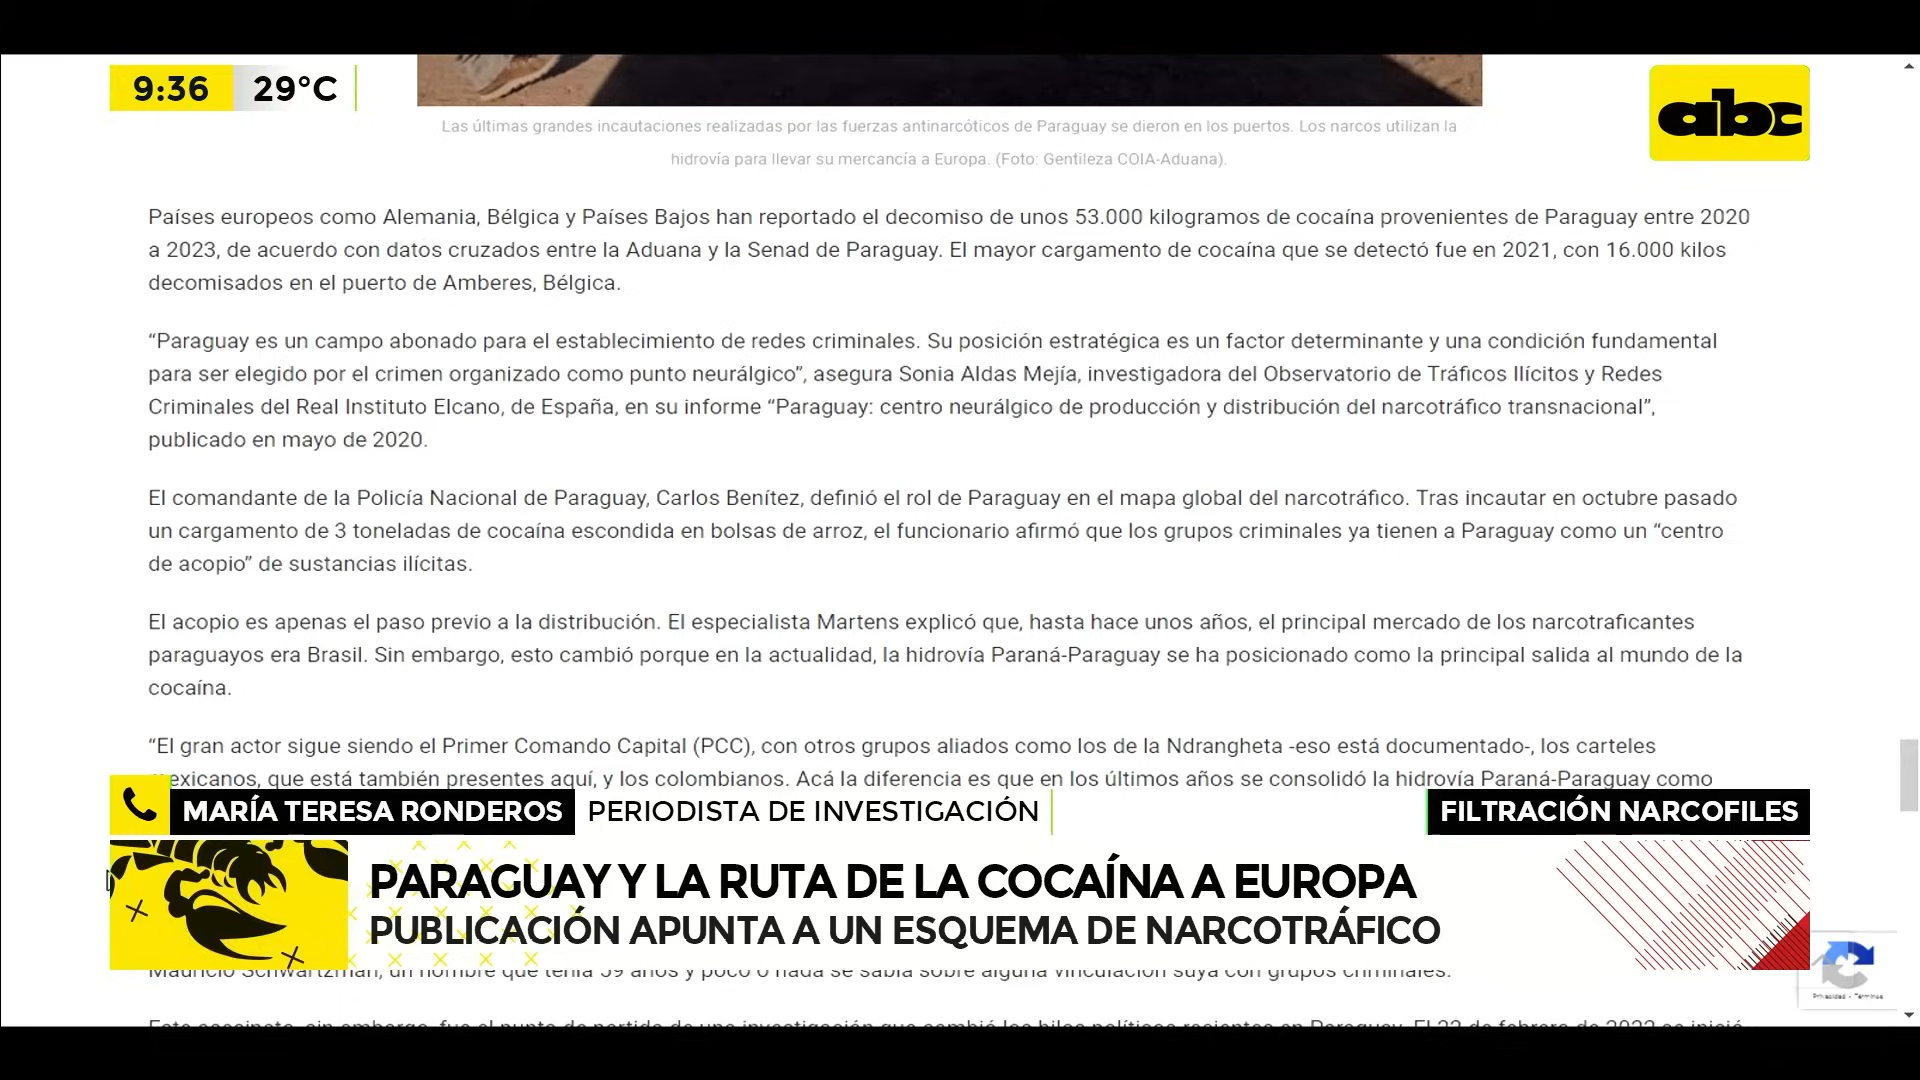 9:36 29°C
abc
Las últimas grandes incautaciones realizadas por las fuerzas antinarcóticos de Paraguay se dieron en los puertos. Los narcos utilizan la
hidrovía para llevar su mercancía a Europa. (Foto: Gentileza COIA-Aduana).
Países europeos como Alemania, Bélgica y Países Bajos han reportado el decomiso de unos 53.000 kilogramos de cocaína provenientes de Paraguay entre 2020
a 2023, de acuerdo con datos cruzados entre la Aduana y la Senad de Paraguay. El mayor cargamento de cocaína que se detectó fue en 2021, con 16.000 kilos
decomisados en el puerto de Amberes, Bélgica.
“Paraguay es un campo abonado para el establecimiento de redes criminales. Su posición estratégica es un factor determinante y una condición fundamental
para ser elegido por el crimen organizado como punto neurálgico”, asegura Sonia Aldas Mejía, investigadora del Observatorio de Tráficos Ilícitos y Redes
Criminales del Real Instituto Elcano, de España, en su informe “Paraguay: centro neurálgico de producción y distribución del narcotráfico transnacional”,
publicado en mayo de 2020.
El comandante de la Policía Nacional de Paraguay, Carlos Benítez, definió el rol de Paraguay en el mapa global del narcotráfico. Tras incautar en octubre pasado
un cargamento de 3 toneladas de cocaína escondida en bolsas de arroz, el funcionario afirmó que los grupos criminales ya tienen a Paraguay como un “centro
de acopio” de sustancias ilícitas.
El acopio es apenas el paso previo a la distribución. El especialista Martens explicó que, hasta hace unos años, el principal mercado de los narcotraficantes
paraguayos era Brasil. Sin embargo, esto cambió porque en la actualidad, la hidrovía Paraná-Paraguay se ha posicionado como la principal salida al mundo de la
cocaína.
“El gran actor sigue siendo el Primer Comando Capital (PCC), con otros grupos aliados como los de la Ndrangheta -eso está documentado-, los carteles
mexicanos, que está también presentes aquí, y los colombianos. Acá la diferencia es que en los últimos años se consolidó la hidrovía Paraná-Paraguay como
MARÍA TERESA RONDEROS PERIODISTA DE INVESTIGACIÓN FILTRACIÓN NARCOFILES
PARAGUAY Y LA RUTA DE LA COCAÍNA A EUROPA
PUBLICACIÓN APUNTA A UN ESQUEMA DE NARCOTRÁFICO
Mauricio Schwartzman, un hombre que tenía 59 años y poco o nada se sabía sobre alguna vinculación suya con grupos criminales.
Privacidad - Términos